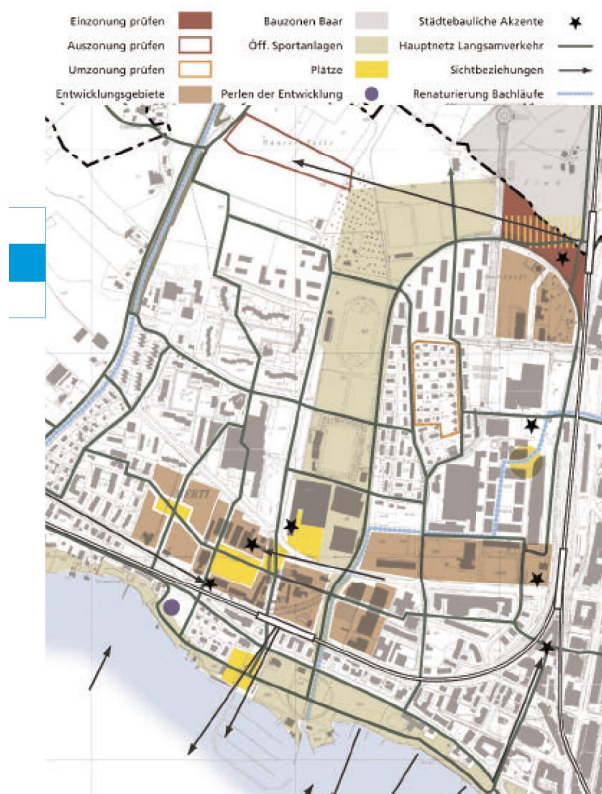 Einzonung prüfen
Bauzonen Baar
Städtebauliche Akzente
Auszonung prüfen
Öff. Sportanlagen
Hauptnetz Langsamverkehr
Umzonung prüfen
Plätze
Sichtbeziehungen
Entwicklungsgebiete
Perlen der Entwicklung
Renaturierung Bachläufe